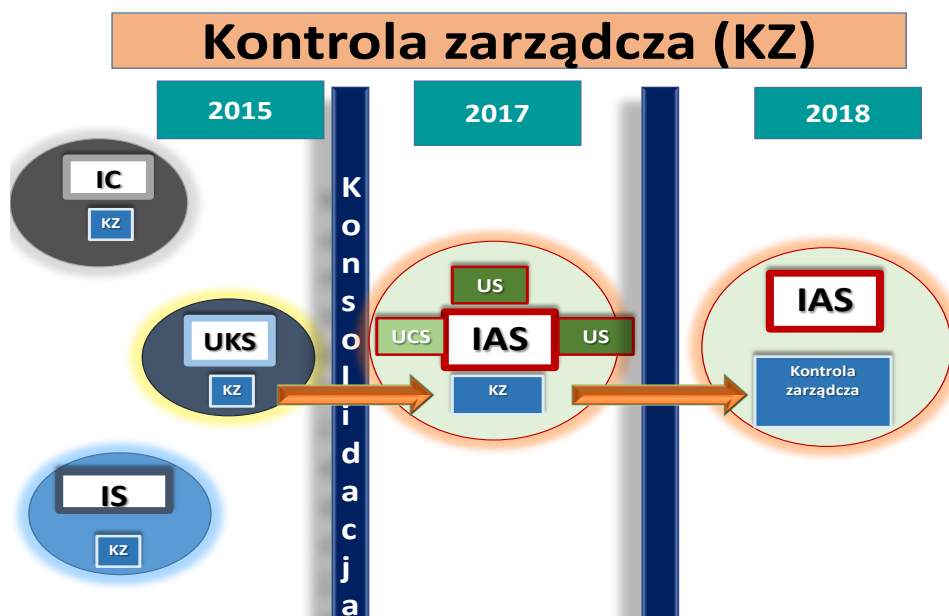 Kontrola zarządcza (KZ)
2015
2017
2018
IC
KZ
UKS
KZ
IS
KZ
K
o
n
s
o
l
i
d
a
c
j
a
US
UCS
IAS
US
KZ
IAS
Kontrola
zarządcza